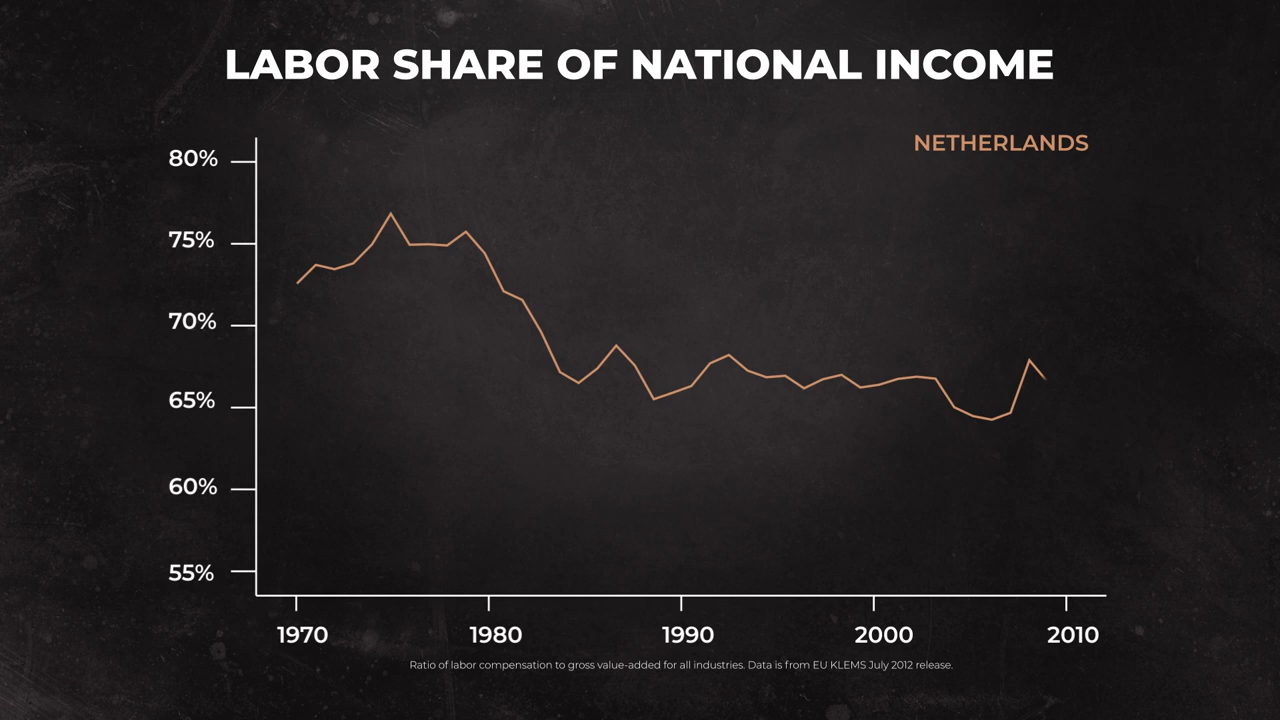 LABOR SHARE OF NATIONAL INCOME
NETHERLANDS
80%
75%
70%
65%
60%
55%
1970 1980 1990 2000 2010
Ratio of labor compensation to gross value-added for all industries. Data is from EU KLEMS July 2012 release.